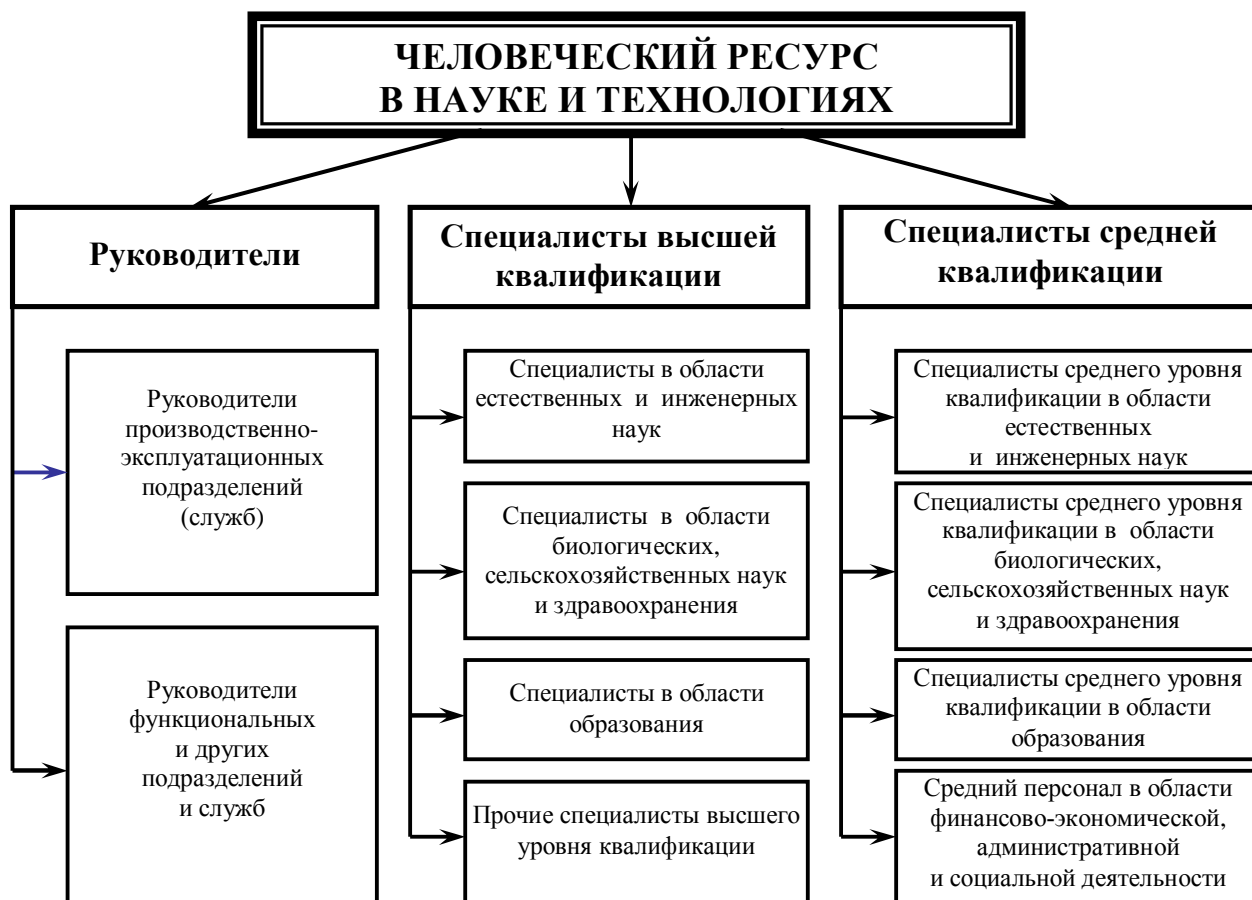 ЧЕЛОВЕЧЕСКИЙ РЕСУРС
В НАУКЕ И ТЕХНОЛОГИЯХ
Руководители
Руководители
производственно-
эксплуатационных
подразделений
(служб)
Руководители
функциональных
и других
подразделений
и служб
Специалисты высшей
квалификации
Специалисты в области
естественных и инженерных
наук
Специалисты в области
биологических,
сельскохозяйственных наук
и здравоохранения
Специалисты в области
образования
Прочие специалисты высшего
уровня квалификации
Специалисты средней
квалификации
Специалисты среднего уровня
квалификации в области
естественных
и инженерных наук
Специалисты среднего уровня
квалификации в области
биологических,
сельскохозяйственных наук
и здравоохранения
Специалисты среднего уровня
квалификации в области
образования
Средний персонал в области
финансово-экономической,
административной
и социальной деятельности